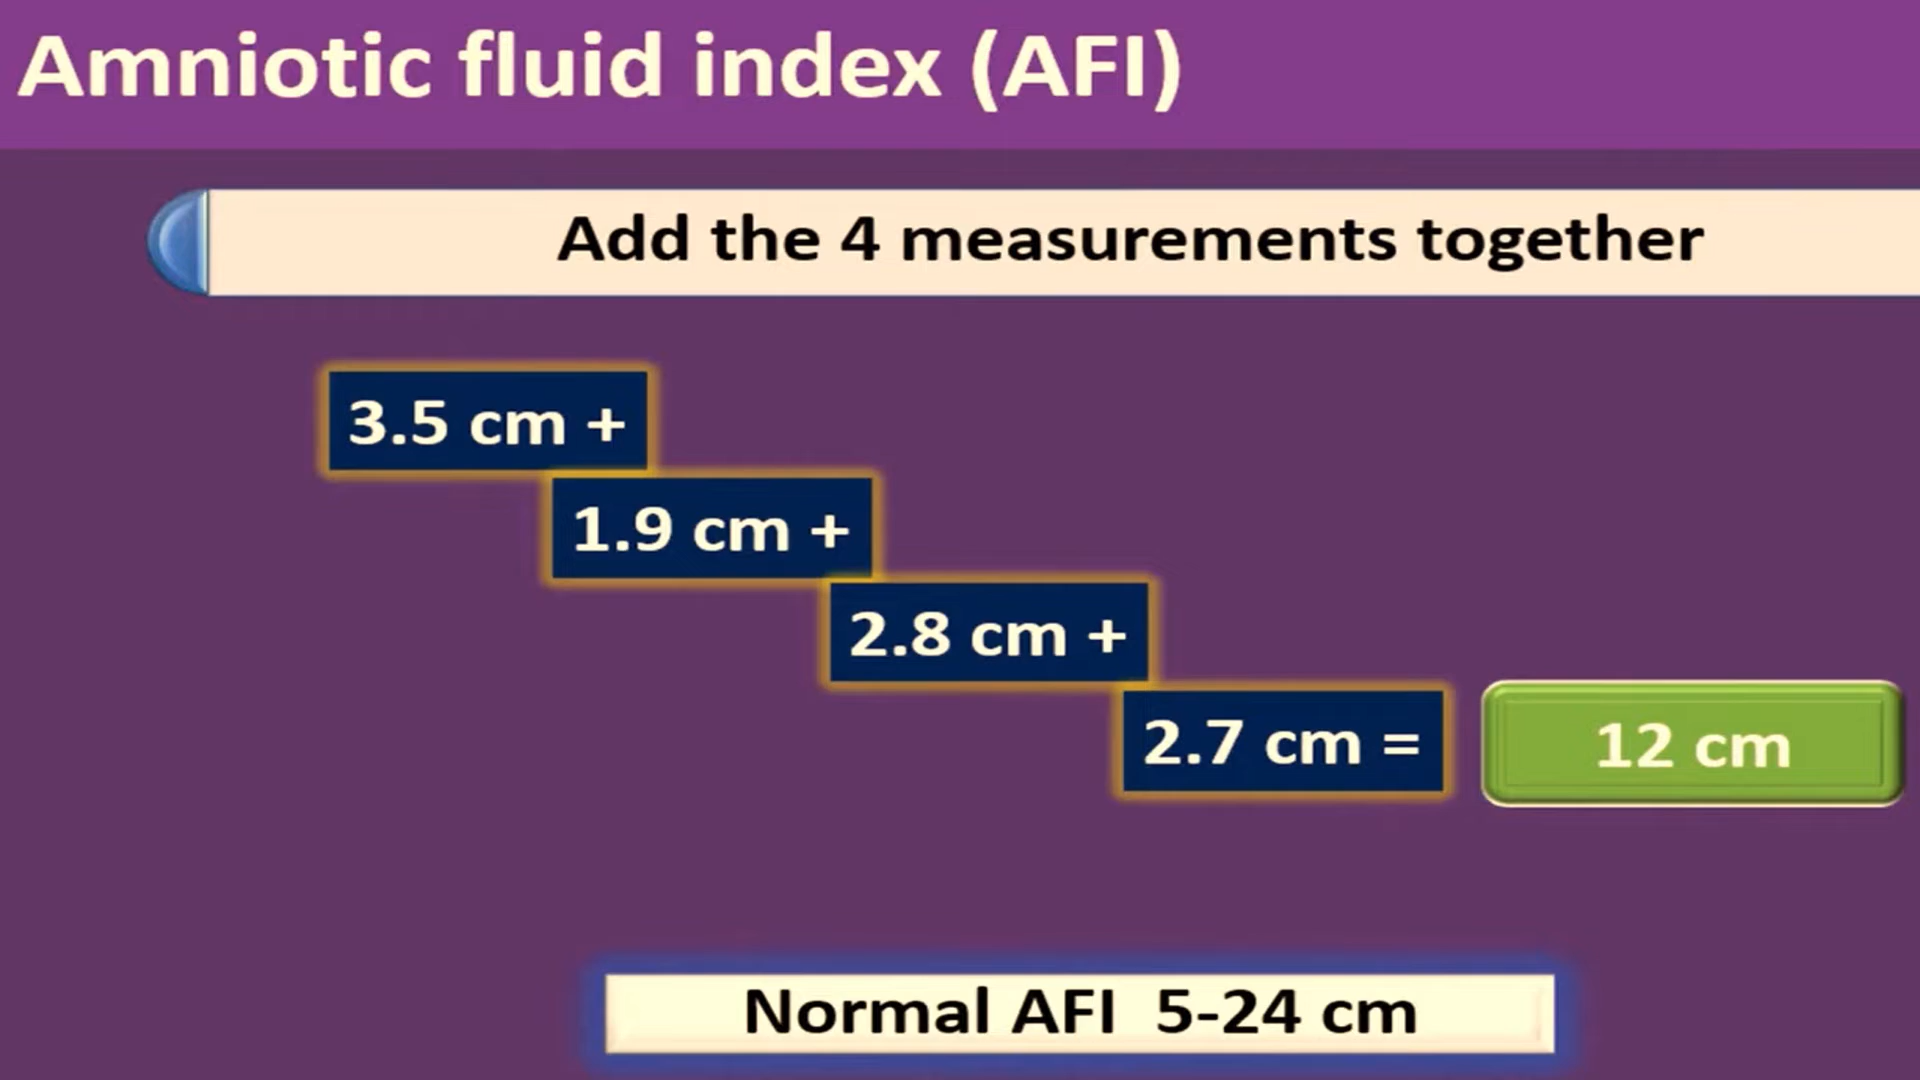 Amniotic fluid index (AFI)
Add the 4 measurements together
3.5 cm +
1.9 cm +
2.8 cm +
2.7 cm =
12 cm
Normal AFI 5-24 cm